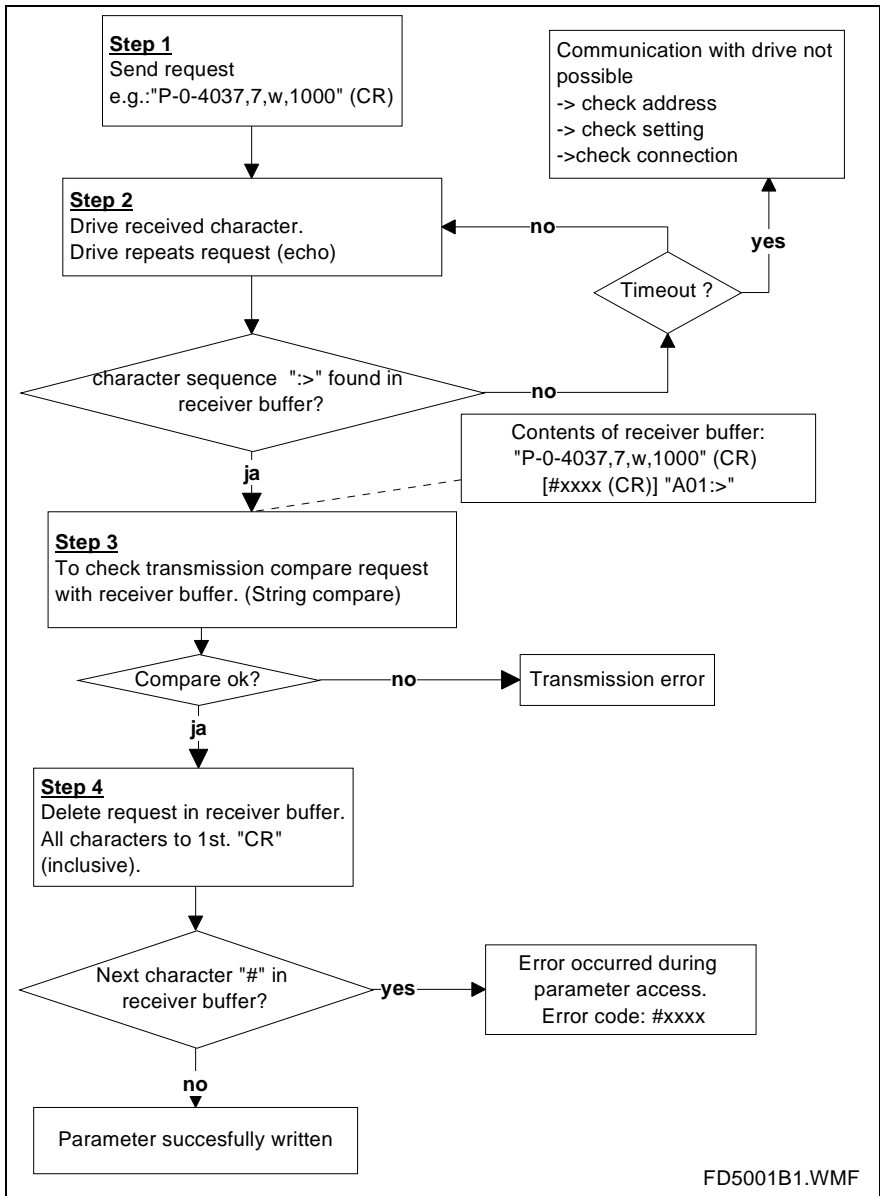 Step 1
Send request
e.g.:"P-0-4037,7,w,1000" (CR)
Communication with drive not
possible
-> check address
-> check setting
->check connection
Step 2
Drive received character.
Drive repeats request (echo)
no
yes
Timeout ?
character sequence ":>" found in
receiver buffer?
no
Contents of receiver buffer:
"P-0-4037,7,w,1000" (CR)
[#xxxx (CR)] "A01:>"
ja
Step 3
To check transmission compare request
with receiver buffer. (String compare)
Compare ok?
no
Transmission error
ja
Step 4
Delete request in receiver buffer.
All characters to 1st. "CR"
(inclusive).
Next character "#" in
receiver buffer?
yes
Error occurred during
parameter access.
Error code: #xxxx
no
Parameter succesfully written
FD5001B1.WMF